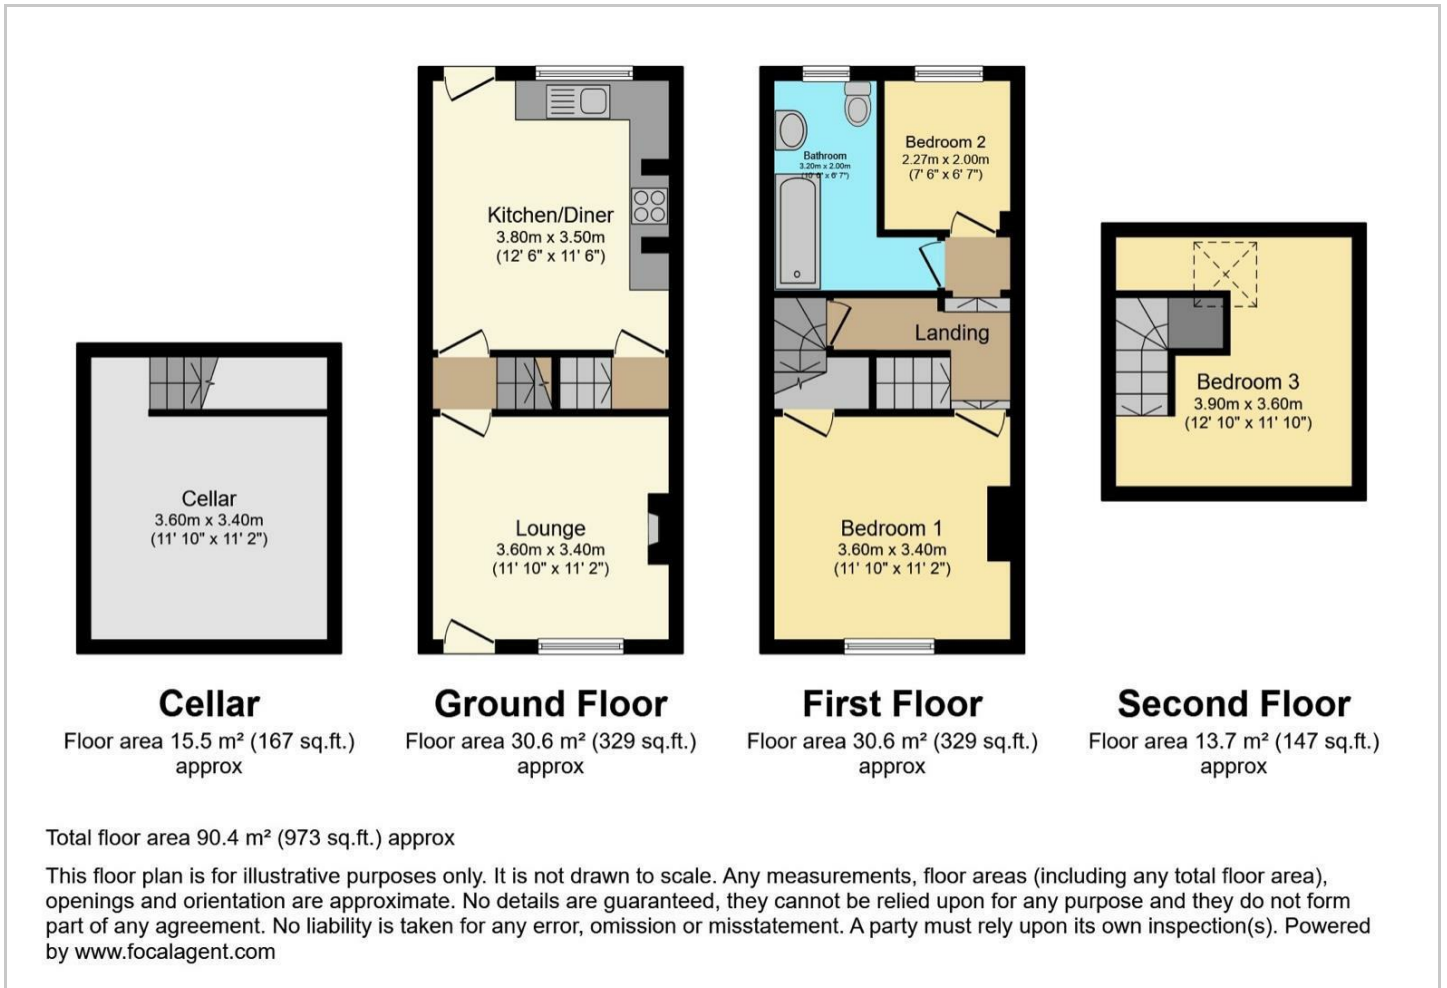 Kitchen/Diner
3.80m x 3.50m
(12' 6" x 11' 6")
Bathroom
3.20m x 2.00m
(10' 6" x 6' 7")
Bedroom 2
2.27m x 2.00m
(7' 6" x 6' 7")
Landing
Bedroom 3
3.90m x 3.60m
(12' 10" x 11' 10")
Cellar
3.60m x 3.40m
(11' 10" x 11' 2")
Lounge
3.60m x 3.40m
(11' 10" x 11' 2")
Bedroom 1
3.60m x 3.40m
(11' 10" x 11' 2")
Cellar
Floor area 15.5 m² (167 sq.ft.)
approx
Ground Floor
Floor area 30.6 m² (329 sq.ft.)
approx
First Floor
Floor area 30.6 m² (329 sq.ft.)
approx
Second Floor
Floor area 13.7 m² (147 sq.ft.)
approx
Total floor area 90.4 m² (973 sq.ft.) approx
This floor plan is for illustrative purposes only. It is not drawn to scale. Any measurements, floor areas (including any total floor area),
openings and orientation are approximate. No details are guaranteed, they cannot be relied upon for any purpose and they do not form
part of any agreement. No liability is taken for any error, omission or misstatement. A party must rely upon its own inspection(s). Powered
by www.focalagent.com